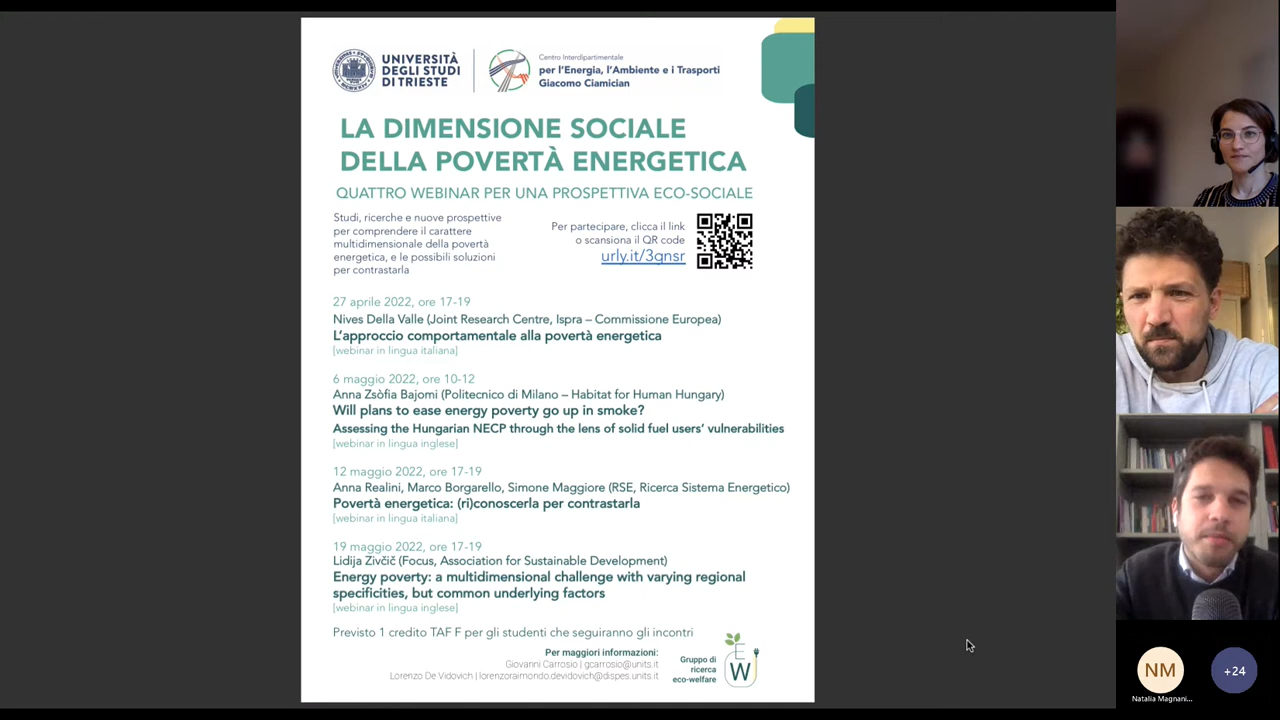 UNIVERSITÀ
DEGLI STUDI
DI TRIESTE
Centro Interdipartimentale
per l'Energia, l'Ambiente e i Trasporti
Giacomo Ciamician
LA DIMENSIONE SOCIALE
DELLA POVERTÀ ENERGETICA
QUATTRO WEBINAR PER UNA PROSPETTIVA ECO-SOCIALE
Studi, ricerche e nuove prospettive
per comprendere il carattere
multidimensionale della povertà
energetica, e le possibili soluzioni
per contrastarla
Per partecipare, clicca il link
o scansiona il QR code
urly.it/3gnsr
27 aprile 2022, ore 17-19
Nives Della Valle (Joint Research Centre, Ispra – Commissione Europea)
L'approccio comportamentale alla povertà energetica
[webinar in lingua italiana]
6 maggio 2022, ore 10-12
Anna Zsòfia Bajomi (Politecnico di Milano – Habitat for Human Hungary)
Will plans to ease energy poverty go up in smoke?
Assessing the Hungarian NECP through the lens of solid fuel users' vulnerabilities
[webinar in lingua inglese]
12 maggio 2022, ore 17-19
Anna Realini, Marco Borgarello, Simone Maggiore (RSE, Ricerca Sistema Energetico)
Povertà energetica: (ri)conoscerla per contrastarla
[webinar in lingua italiana]
19 maggio 2022, ore 17-19
Lidija Zivčič (Focus, Association for Sustainable Development)
Energy poverty: a multidimensional challenge with varying regional
specificities, but common underlying factors
[webinar in lingua inglese]
Previsto 1 credito TAF F per gli studenti che seguiranno gli incontri
Per maggiori informazioni:
Giovanni Carrosio | gcarrosio@units.it
Lorenzo De Vidovich | lorenzoraimondo.devidovich@dispes.units.it
Gruppo di
ricerca
eco-welfare
E
W
NM
+24
Natalia Magnani...